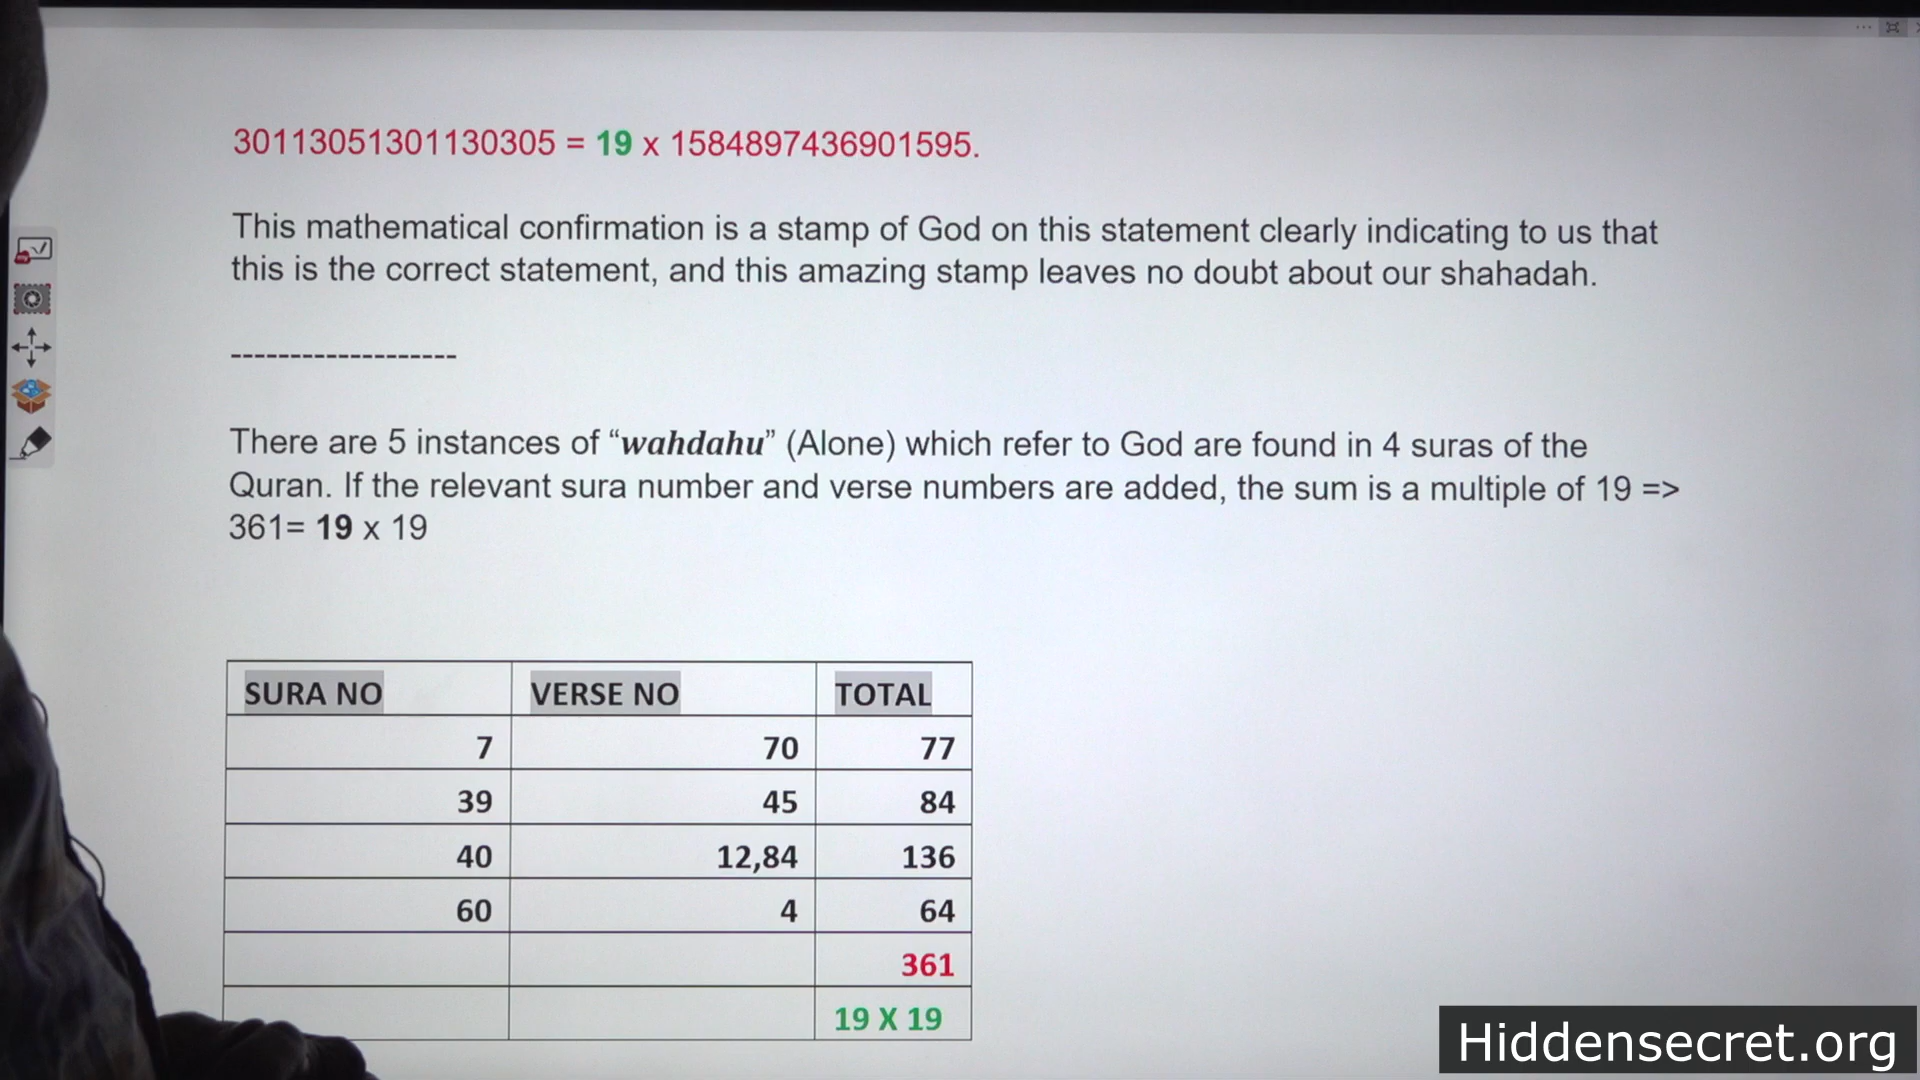 30113051301130305 = 19 x 1584897436901595.
This mathematical confirmation is a stamp of God on this statement clearly indicating to us that
this is the correct statement, and this amazing stamp leaves no doubt about our shahadah.
-------------------
There are 5 instances of “wahdahu” (Alone) which refer to God are found in 4 suras of the
Quran. If the relevant sura number and verse numbers are added, the sum is a multiple of 19 =>
361= 19 x 19
SURA NO VERSE NO TOTAL
7 70 77
39 45 84
40 12,84 136
60 4 64
361
19 X 19
Hiddensecret.org